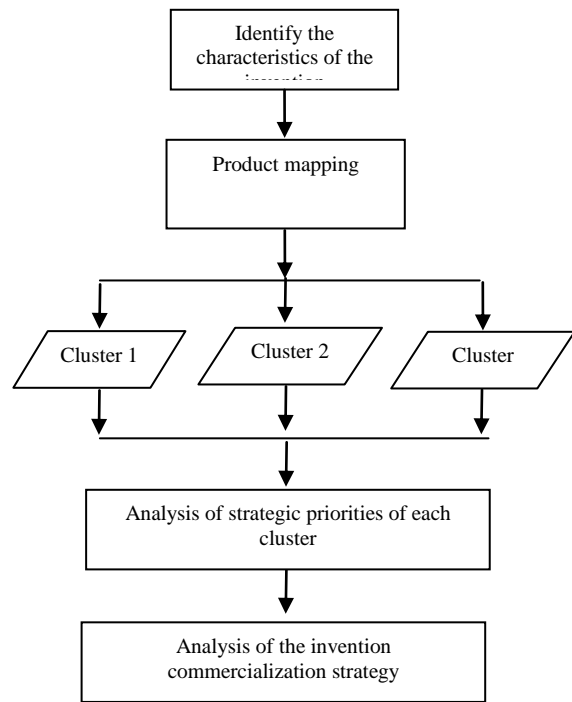 Identify the
characteristics of the
invention
Product mapping
Cluster 1
Cluster 2
Cluster
Analysis of strategic priorities of each
cluster
Analysis of the invention
commercialization strategy